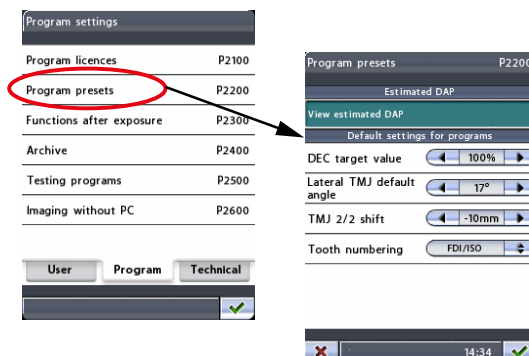 Program settings
Program licences P2100
Program presets P2200
Functions after exposure P2300
Archive P2400
Testing programs P2500
Imaging without PC P2600
User Program Technical
Program presets P2200
Estimated DAP
View estimated DAP
Default settings for programs
DEC target value 100%
Lateral TMJ default
angle 17°
TMJ 2/2 shift -10mm
Tooth numbering FDI/ISO
14:34